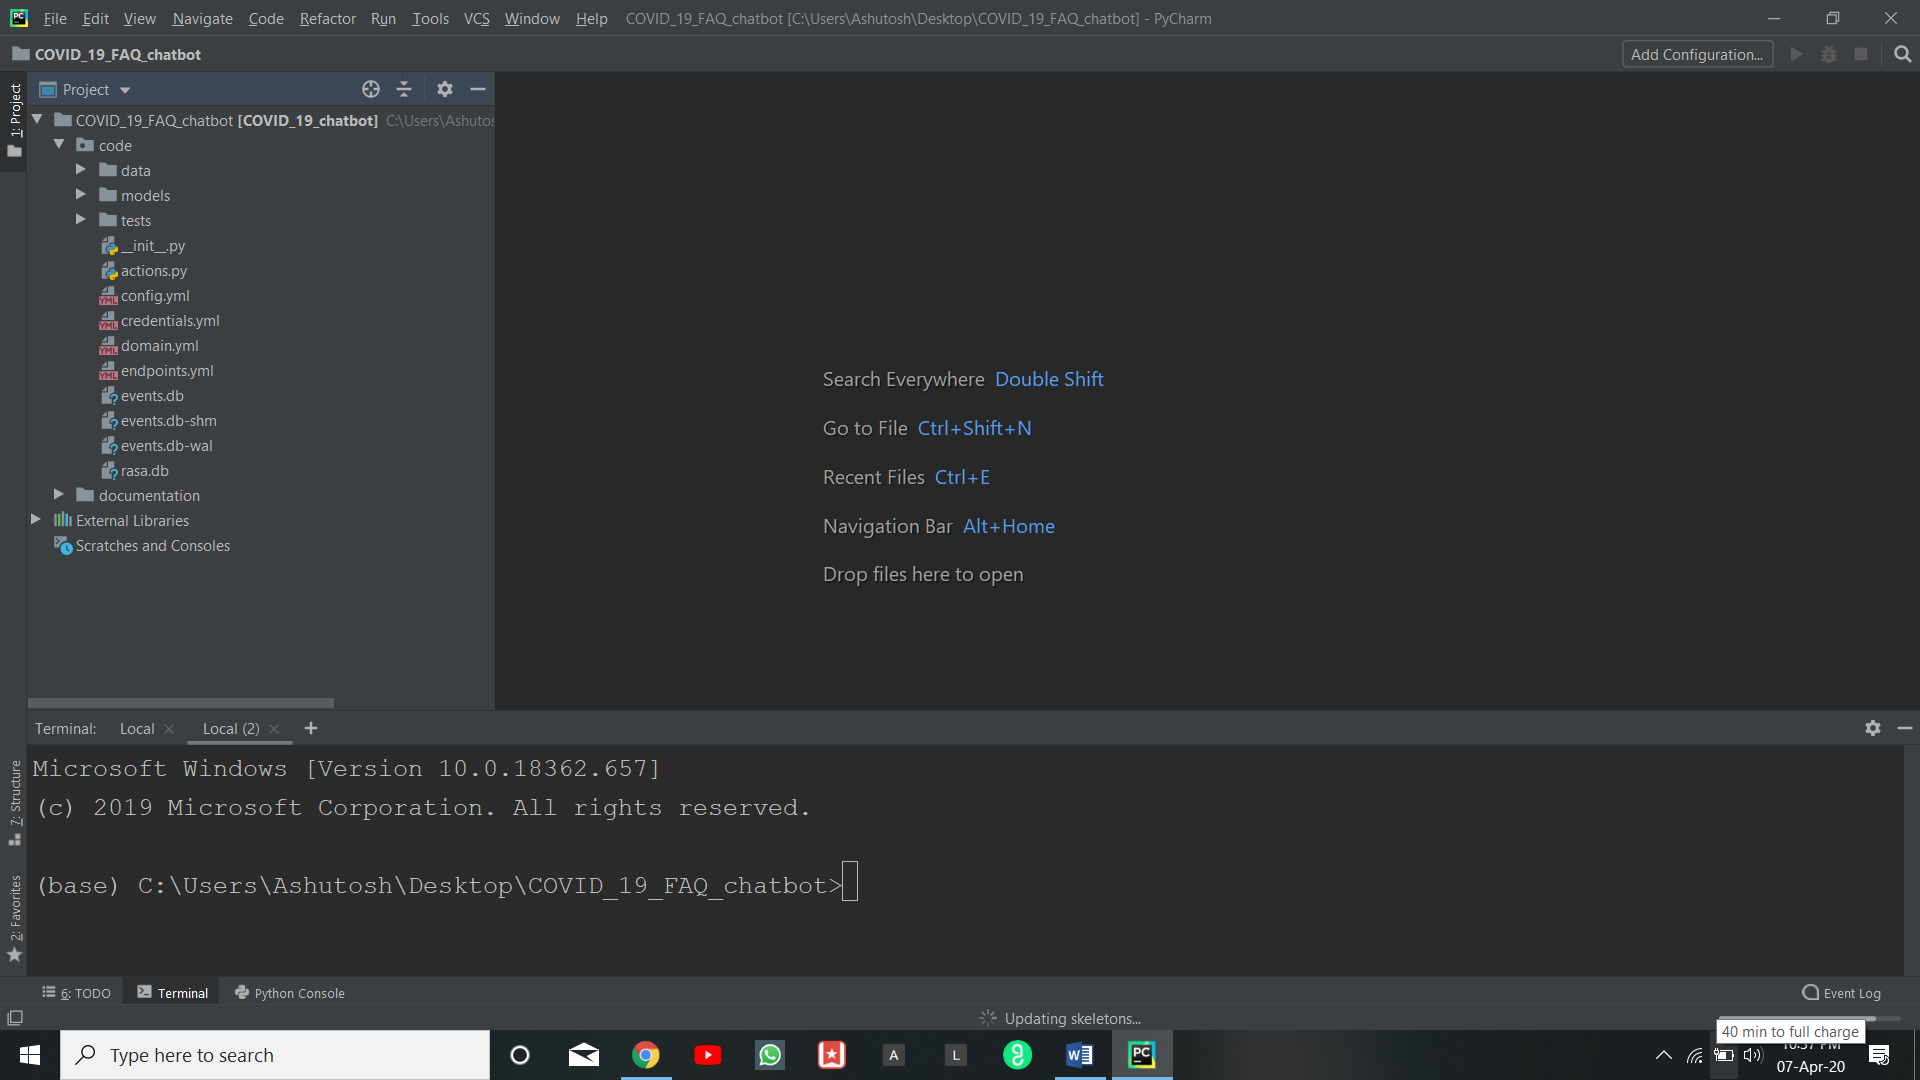 File Edit View Navigate Code Refactor Run Tools VCS Window Help COVID_19_FAQ_chatbot [C:\Users\Ashutosh\Desktop\COVID_19_FAQ_chatbot] - PyCharm
COVID_19_FAQ_chatbot
Add Configuration...
1: Project
Project
COVID_19_FAQ_chatbot [COVID_19_chatbot] C:\Users\Ashutos
code
data
models
tests
__init__.py
actions.py
config.yml
credentials.yml
domain.yml
endpoints.yml
events.db
events.db-shm
events.db-wal
rasa.db
documentation
External Libraries
Scratches and Consoles
Search Everywhere Double Shift
Go to File Ctrl+Shift+N
Recent Files Ctrl+E
Navigation Bar Alt+Home
Drop files here to open
Terminal: Local Local (2)
7: Structure
2: Favorites
Microsoft Windows [Version 10.0.18362.657]
(c) 2019 Microsoft Corporation. All rights reserved.
(base) C:\Users\Ashutosh\Desktop\COVID_19_FAQ_chatbot>
6: TODO Terminal Python Console
Event Log
Updating skeletons...
40 min to full charge
Type here to search
A
L
07-Apr-20